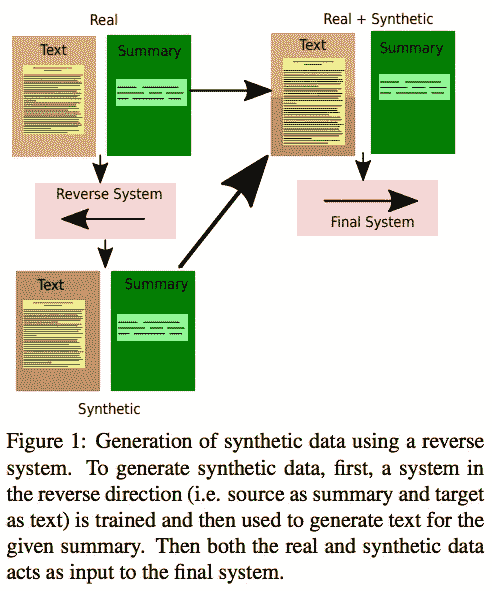 Real
Text
Summary
Real + Synthetic
Text
Summary
Reverse System
Final System
Text
Summary
Synthetic
Figure 1: Generation of synthetic data using a reverse
system. To generate synthetic data, first, a system in
the reverse direction (i.e. source as summary and target
as text) is trained and then used to generate text for the
given summary. Then both the real and synthetic data
acts as input to the final system.